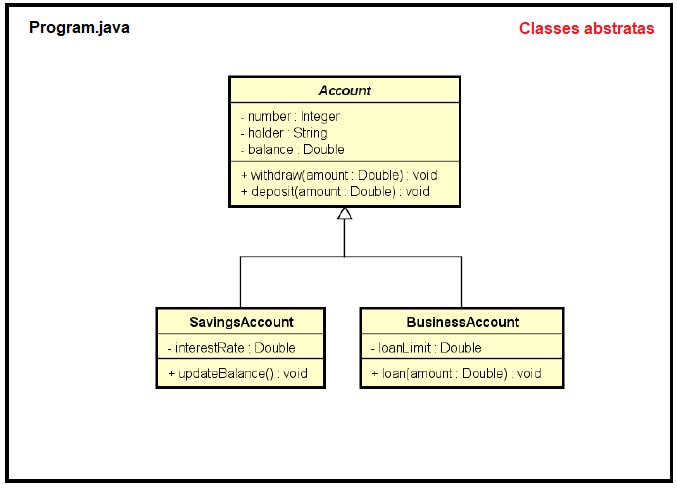 Program.java
Classes abstratas
Account
- number : Integer
- holder : String
- balance : Double
+ withdraw(amount : Double) : void
+ deposit(amount : Double) : void
SavingsAccount
- interestRate : Double
+ updateBalance() : void
BusinessAccount
- loanLimit : Double
+ loan(amount : Double) : void